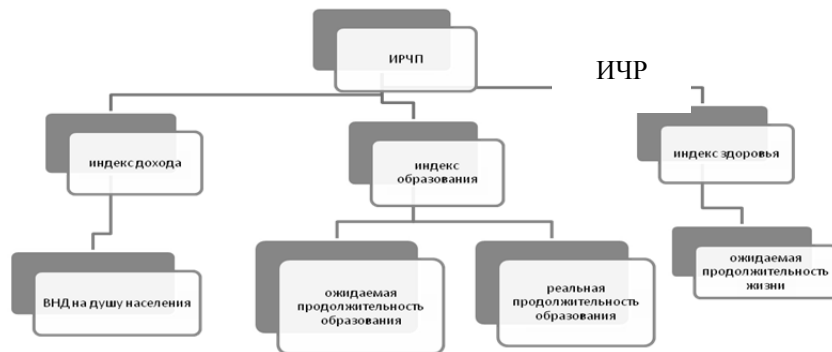 ИРЧП
ИЧР
индекс дохода
индекс
образования
индекс здоровья
ВНД на душу населения
ожидаемая
продолжительность
образования
реальная
продолжительность
образования
ожидаемая
продолжительность
жизни